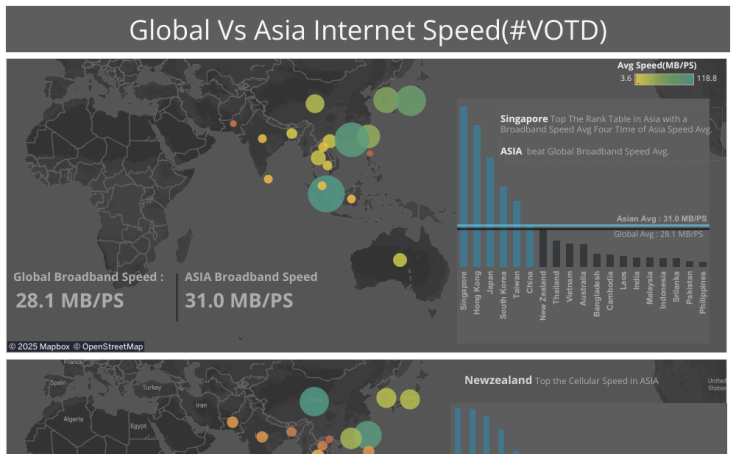 Global Vs Asia Internet Speed(#VOTD)
Avg Speed(MB/PS)
3.6 118.8
Singapore Top The Rank Table In Asia with a
Broadband Speed Avg Four Time of Asia Speed Avg.
ASIA beat Global Broadband Speed Avg.
Asian Avg : 31.0 MB/PS
Global Avg : 28.1 MB/PS
Global Broadband Speed :
28.1 MB/PS
ASIA Broadband Speed
31.0 MB/PS
Singapore
Hong Kong
Japan
South Korea
Taiwan
China
New Zealand
Thailand
Vietnam
Australia
Bangladesh
Cambodia
Laos
India
Malaysia
Indonesia
Srilanka
Pakistan
Philippines
© 2025 Mapbox © OpenStreetMap
France
Spain
Turkey
Iran
Algeria
Egypt
Newzealand Top the Cellular Speed in ASIA
United
States